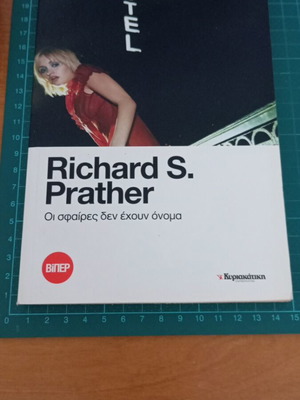 TEL
Richard S.
Prather
Οι σφαίρες δεν έχουν όνομα
ΒΙΠΕΡ
Κυριακάτικη